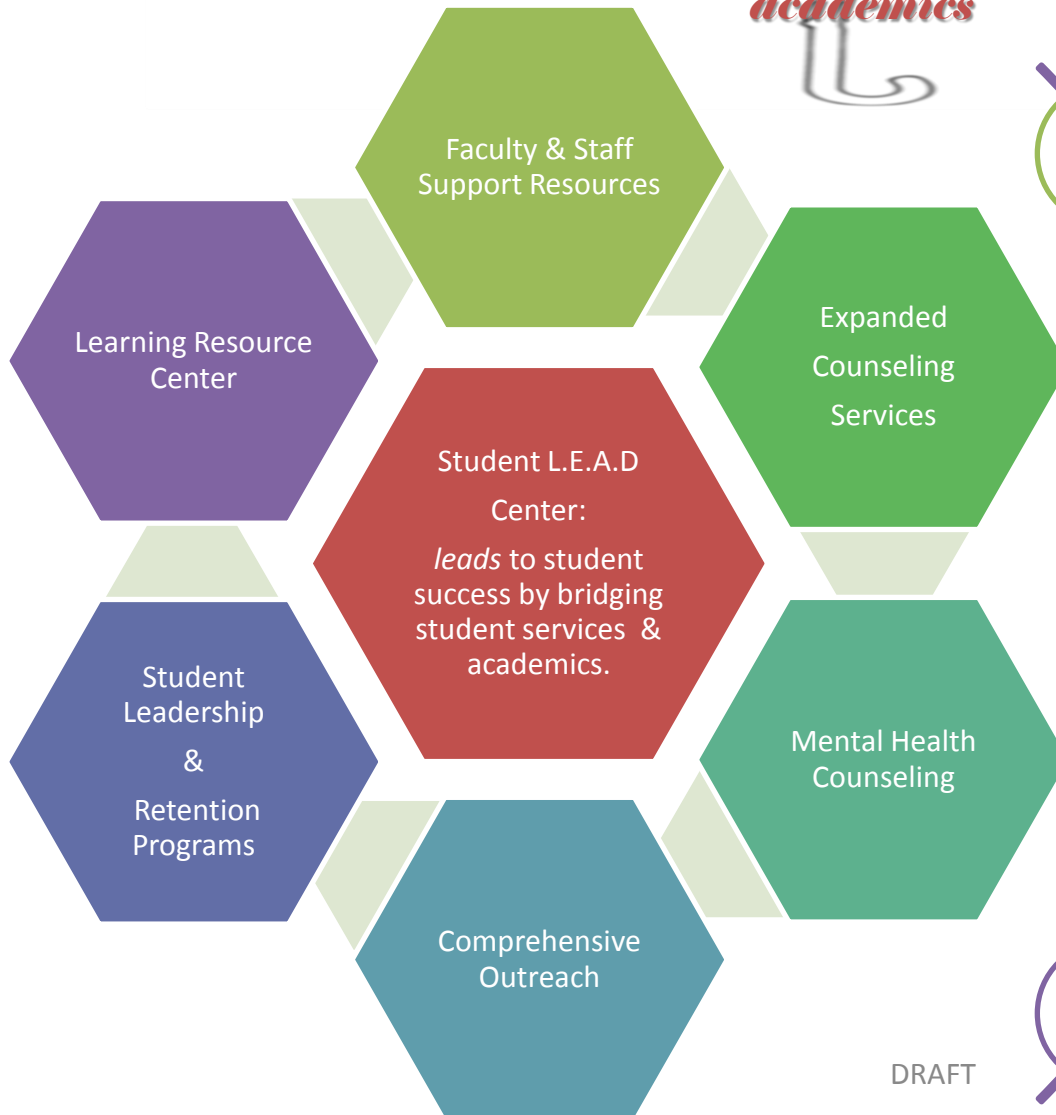 academics
Faculty & Staff
Support Resources
Learning Resource
Center
Expanded
Counseling
Services
Student L.E.A.D
Center:
leads to student
success by bridging
student services & 
academics.
Student
Leadership
&
Retention
Programs
Mental Health
Counseling
Comprehensive
Outreach
DRAFT